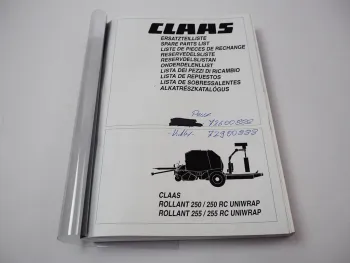 CLAAS
ERSATZTEILLISTE
SPARE PARTS LIST
LISTE DE PIECES DE RECHANGE
RESERVEDELSLISTE
RESERVDELSLISTAN
ONDERDELENLIJST
LISTA DEI PEZZI DI RICAMBIO
LISTA DE REPUESTOS
LISTA DE SOBRESSALENTES
ALKATRÉSZKATALÓGUS
CLAAS
ROLLANT 250 / 250 RC UNIWRAP
ROLLANT 255 / 255 RC UNIWRAP